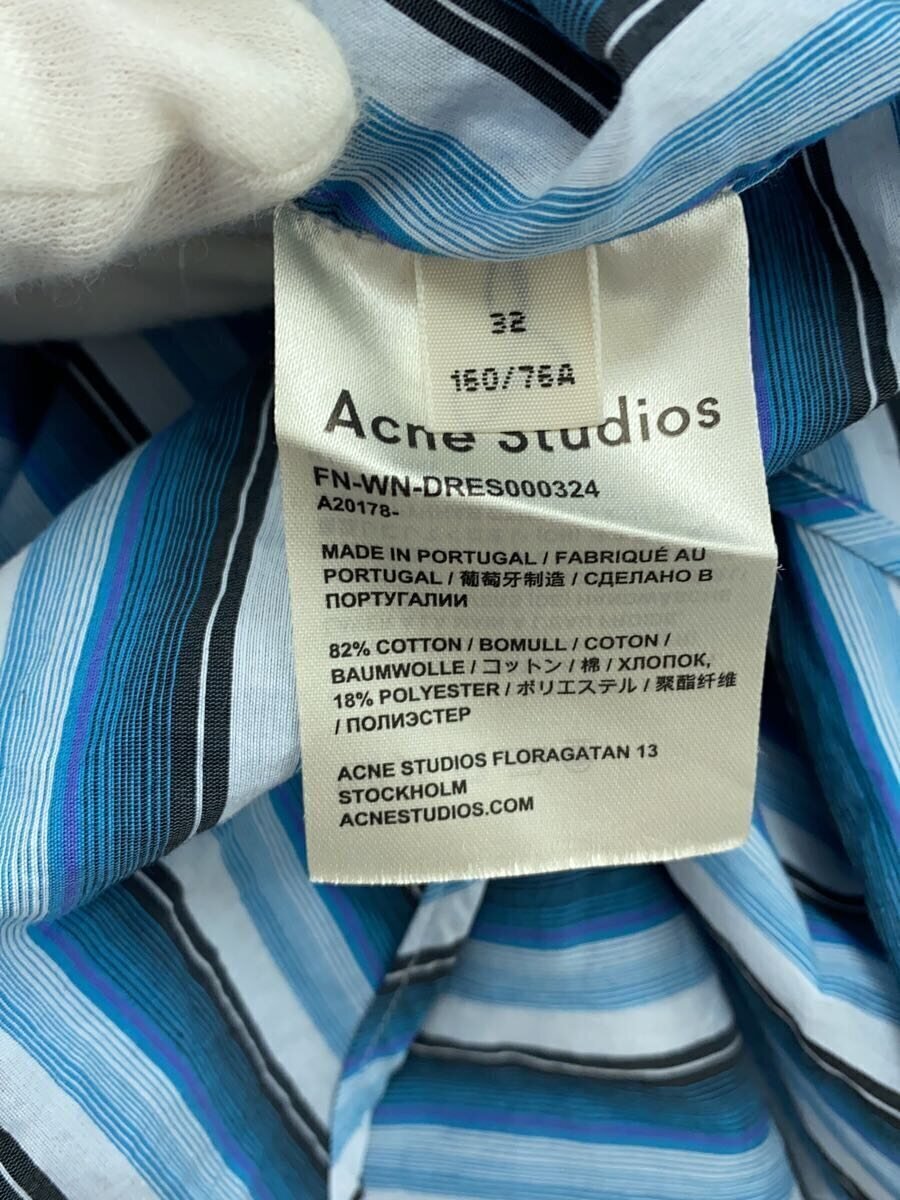 32
160/76A
Acne Studios
FN-WN-DRES000324
A20178-
MADE IN PORTUGAL / FABRIQUÉ AU
PORTUGAL / 葡萄牙制造 / СДЕЛАНО В
ПОРТУГАЛИИ
82% COTTON / BOMULL / COTON /
BAUMWOLLE / コットン / 棉 / ХЛОПОК,
18% POLYESTER / ポリエステル / 聚酯纤维
/ ПОЛИЭСТЕР
ACNE STUDIOS FLORAGATAN 13
STOCKHOLM
ACNESTUDIOS.COM